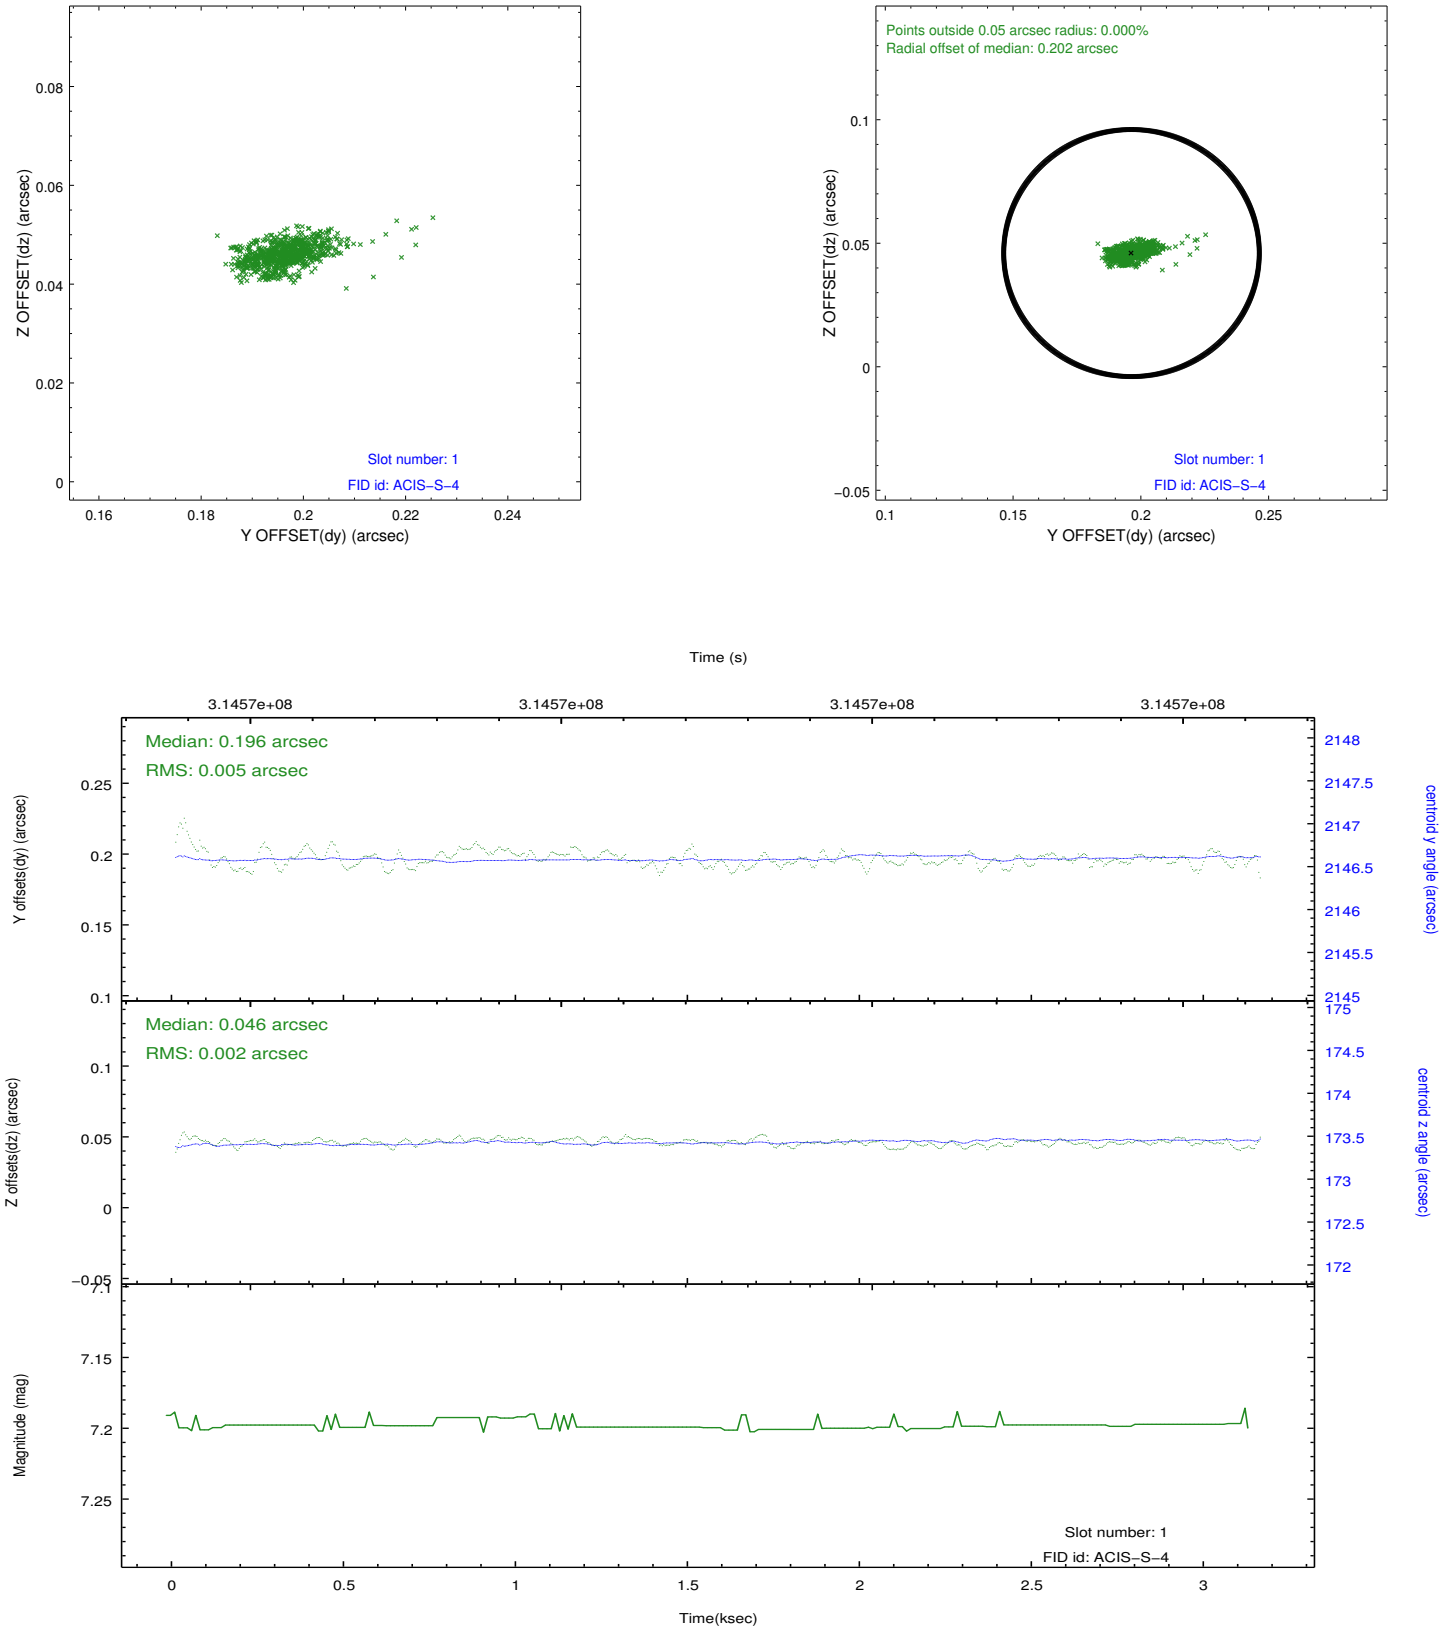 0.08
0.06
0.04
0.02
0
Z OFFSET(dz) (arcsec)
Slot number: 1
FID id: ACIS−S−4
0.16 0.18 0.2 0.22 0.24
Y OFFSET(dy) (arcsec)
Points outside 0.05 arcsec radius: 0.000%
Radial offset of median: 0.202 arcsec
0.1
0.05
0
−0.05
Z OFFSET(dz) (arcsec)
Slot number: 1
FID id: ACIS−S−4
0.1 0.15 0.2 0.25
Y OFFSET(dy) (arcsec)
Time (s)
3.1457e+08 3.1457e+08 3.1457e+08 3.1457e+08
Median: 0.196 arcsec
RMS: 0.005 arcsec
0.25
0.2
0.15
0.1
Y offsets(dy) (arcsec)
2148
2147.5
2147
2146.5
2146
2145.5
2145
centroid y angle (arcsec)
Median: 0.046 arcsec
RMS: 0.002 arcsec
0.1
0.05
0
−0.05
Z offsets(dz) (arcsec)
175
174.5
174
173.5
173
172.5
172
centroid z angle (arcsec)
7.1
7.15
7.2
7.25
Magnitude (mag)
Slot number: 1
FID id: ACIS−S−4
0 0.5 1 1.5 2 2.5 3
Time(ksec)